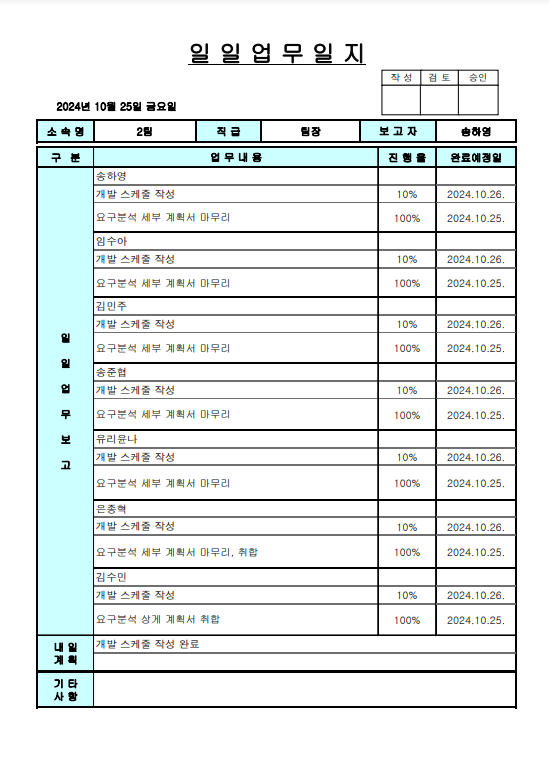 일 일 업 무 일 지
작 성 검 토 승인
2024년 10월 25일 금요일
소 속 명 2팀 직 급 팀장 보 고 자 송하영
구 분 업 무 내 용 진 행 율 완료예정일
일 일 업 무 보 고
송하영
개발 스케줄 작성 10% 2024.10.26.
요구분석 세부 계획서 마무리 100% 2024.10.25.
임수아
개발 스케줄 작성 10% 2024.10.26.
요구분석 세부 계획서 마무리 100% 2024.10.25.
김민주
개발 스케줄 작성 10% 2024.10.26.
요구분석 세부 계획서 마무리 100% 2024.10.25.
송준협
개발 스케줄 작성 10% 2024.10.26.
요구분석 세부 계획서 마무리 100% 2024.10.25.
유리윤나
개발 스케줄 작성 10% 2024.10.26.
요구분석 세부 계획서 마무리 100% 2024.10.25.
은종혁
개발 스케줄 작성 10% 2024.10.26.
요구분석 세부 계획서 마무리, 취합 100% 2024.10.25.
김수민
개발 스케줄 작성 10% 2024.10.26.
요구분석 상게 계획서 취합 100% 2024.10.25.
내 일
계 획
개발 스케줄 작성 완료
기 타
사 항